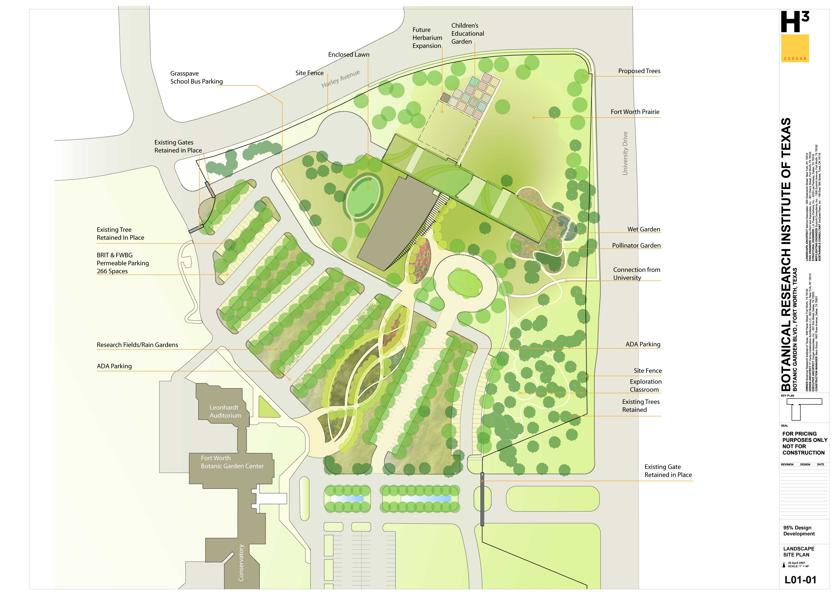 Children's
Educational
Garden
Future
Herbarium
Expansion
Enclosed Lawn
Site Fence
Harley Avenue
Grasspave
School Bus Parking
Proposed Trees
Fort Worth Prairie
University Drive
Existing Gates
Retained in Place
Existing Tree
Retained In Place
BRIT & FWBG
Permeable Parking
266 Spaces
Wet Garden
Pollinator Garden
Connection from
University
Research Fields/Rain Gardens
ADA Parking
ADA Parking
Site Fence
Exploration
Classroom
Existing Trees
Retained
Leonhardt
Auditorium
Fort Worth
Botanic Garden Center
Conservatory
Existing Gate
Retained in Place
H3
BOTANICAL RESEARCH INSTITUTE OF TEXAS
BOTANIC GARDEN BLVD., FORT WORTH, TEXAS
KEY PLAN
SEAL
FOR PRICING
PURPOSES ONLY
NOT FOR
CONSTRUCTION
REVISION DESIGN DATE
95% Design
Development
LANDSCAPE
SITE PLAN
L01-01